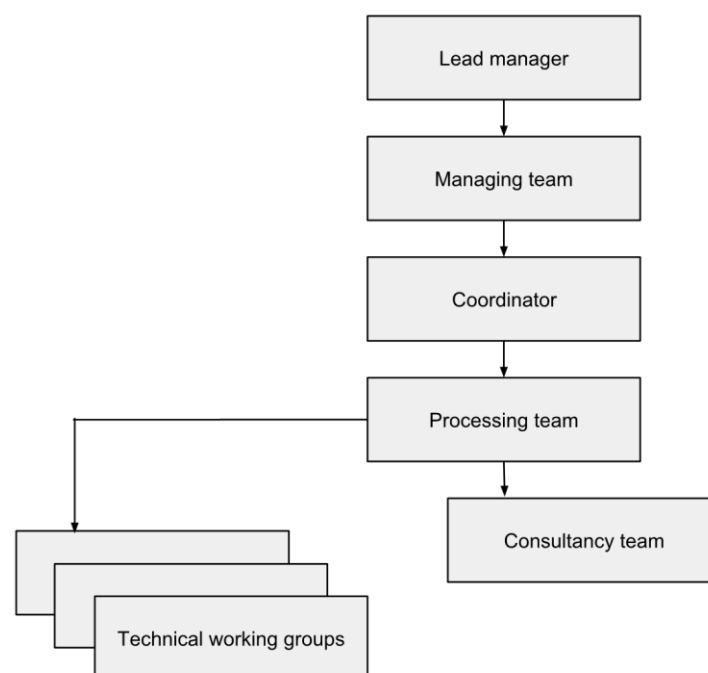 Lead manager
Managing team
Coordinator
Processing team
Consultancy team
Technical working groups